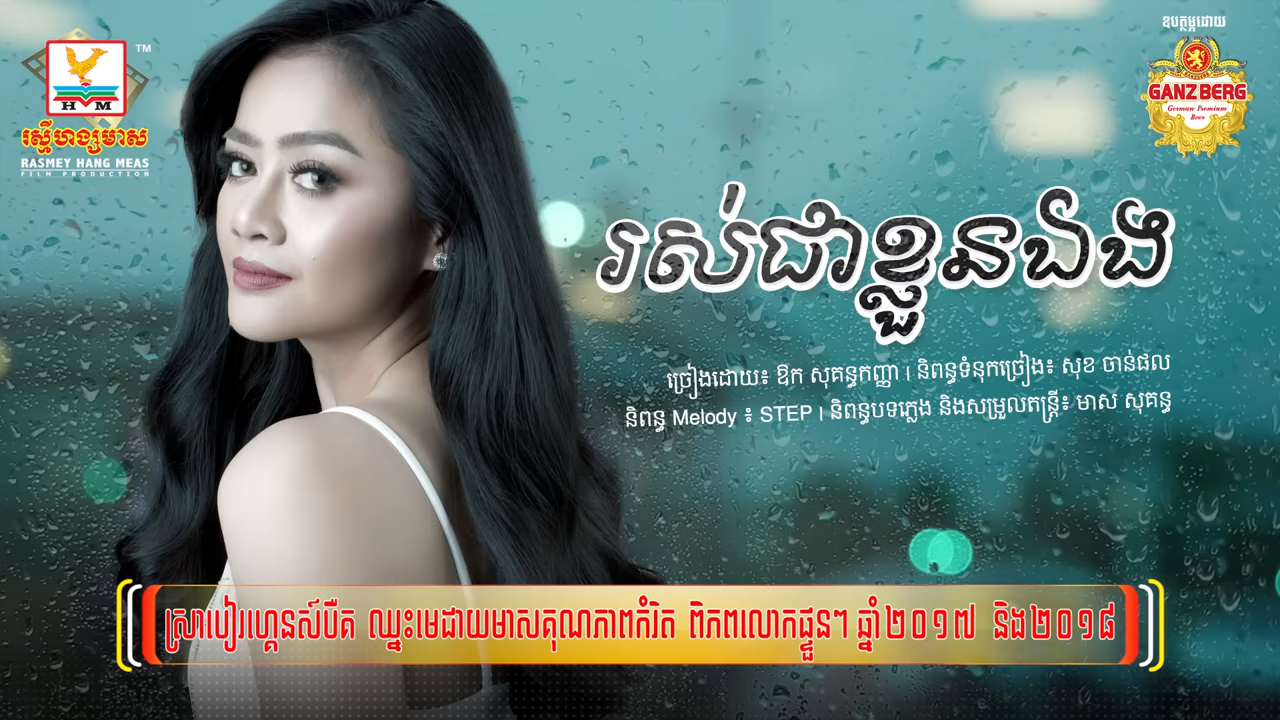 ឧបត្ថម្ភដោយ
TM
HM
GANZBERG
German Premium
Beer
រស្មីហង្សមាស
RASMEY HANG MEAS
FILM PRODUCTION
រស់ជាខ្លួនឯង
ច្រៀងដោយ៖ ឱក សុគន្ធកញ្ញា | និពន្ធទំនុកច្រៀង៖ សុខ ចាន់ផល
និពន្ធ Melody ៖ STEP | និពន្ធបទភ្លេង និងសម្រួលតន្ត្រី៖ មាស សុគន្ធ
ស្រាបៀរហ្គេនស៍បឺគ ឈ្នះមេដាយមាសគុណភាពកំរិត ពិភពលោកផ្ទួនៗ ឆ្នាំ២០១៧ និង២០១៨